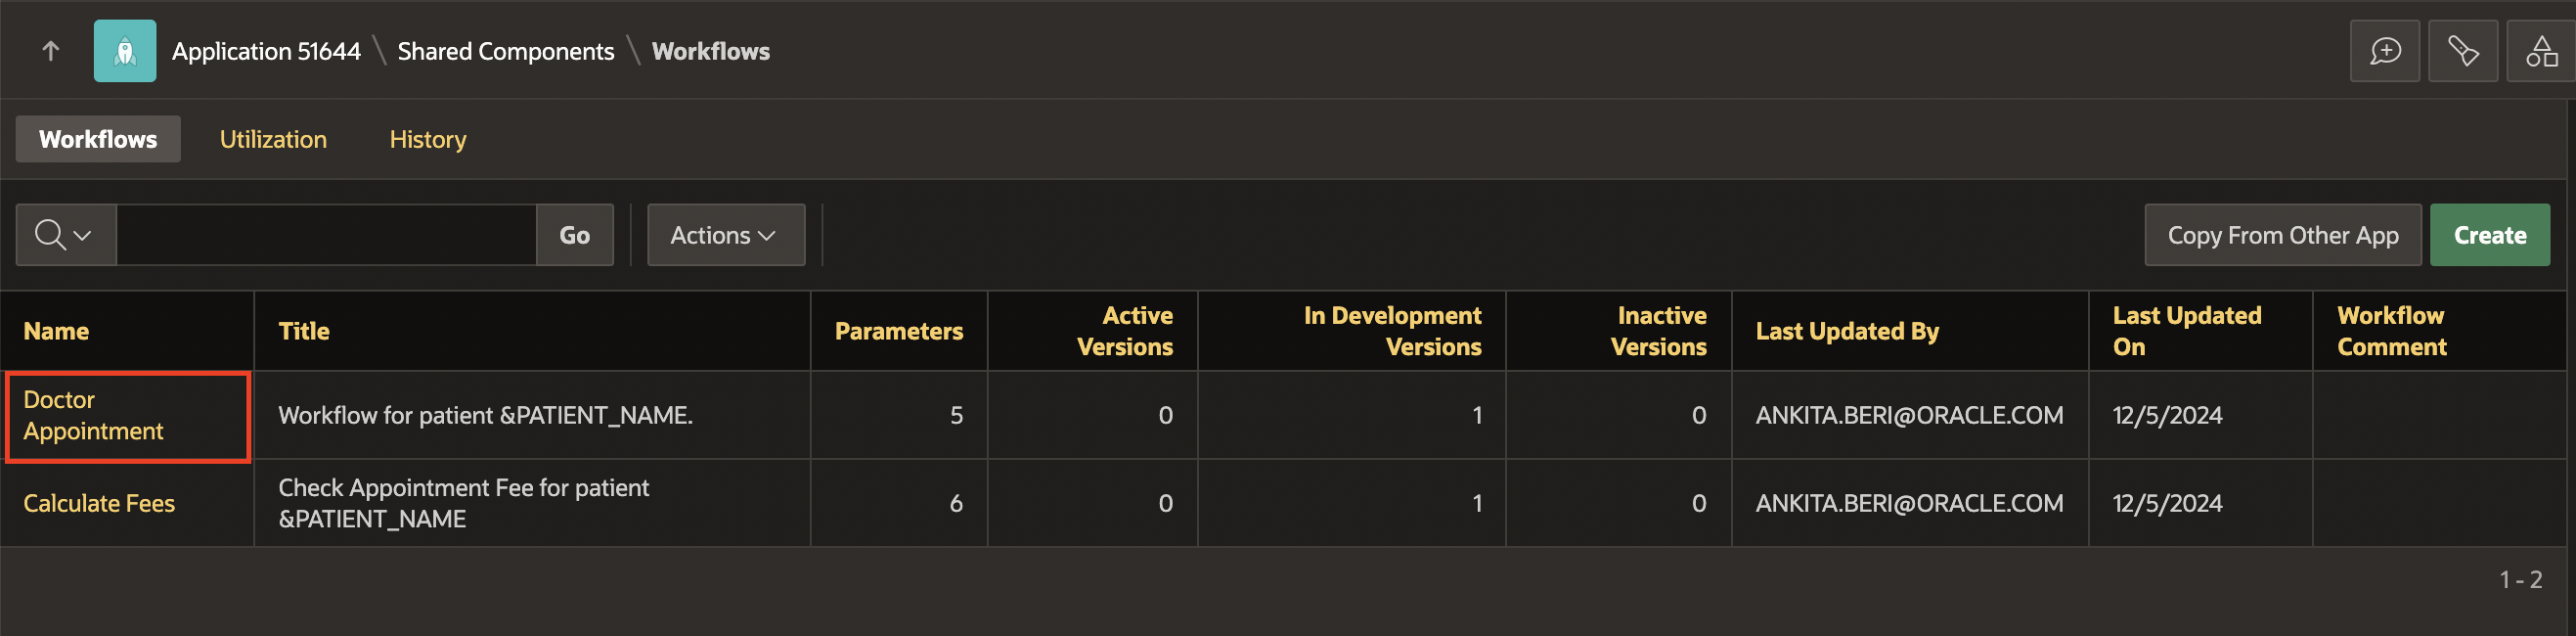 Application 51644 \ Shared Components \ Workflows
Workflows Utilization History
Go Actions Copy From Other App Create
Name Title Parameters Active Versions In Development Versions Inactive Versions Last Updated By Last Updated On Workflow Comment
Doctor Appointment Workflow for patient &PATIENT_NAME. 5 0 1 0 ANKITA.BERI@ORACLE.COM 12/5/2024
Calculate Fees Check Appointment Fee for patient &PATIENT_NAME 6 0 1 0 ANKITA.BERI@ORACLE.COM 12/5/2024
1 - 2